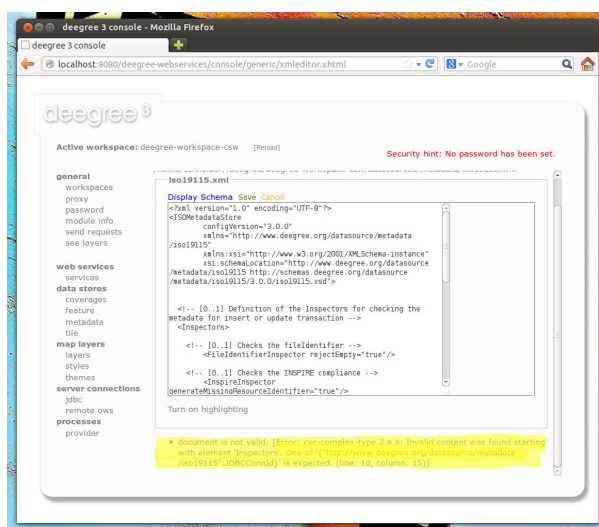 deegree 3 console - Mozilla Firefox
deegree 3 console
localhost:8080/deegree-webservices/console/generic/xmleditor.xhtml
Google
deegree 3
Active workspace: deegree-workspace-csw [Reload]
Security hint: No password has been set.
general
workspaces
proxy
password
module info
send requests
see layers
web services
services
data stores
coverages
feature
metadata
tile
map layers
layers
styles
themes
server connections
jdbc
remote ows
processes
provider
iso19115.xml
Display Schema Save Cancel
<?xml version="1.0" encoding="UTF-8"?>
<ISOMetadataStore
configVersion="3.0.0"
xmlns="http://www.deegree.org/datasource/metadata
/iso19115"
xmlns:xsi="http://www.w3.org/2001/XMLSchema-instance"
xsi:schemaLocation="http://www.deegree.org/datasource
/metadata/iso19115 http://schemas.deegree.org/datasource
/metadata/iso19115/3.0.0/iso19115.xsd">
<!-- [0..1] Definition of the Inspectors for checking the
metadata for insert or update transaction -->
<Inspectors>
<!-- [0..1] Checks the fileIdentifier -->
<FileIdentifierInspector rejectEmpty="true"/>
<!-- [0..1] Checks the INSPIRE compliance -->
<InspireInspector
generateMissingResourceIdentifier="true"/>
Turn on highlighting
• document is not valid: [Error: cvc-complex-type.2.4.a: Invalid content was found starting
with element 'Inspectors'. One of '{"http://www.deegree.org/datasource/metadata
/iso19115":JDBCConnId}' is expected. (line: 10, column: 15)]